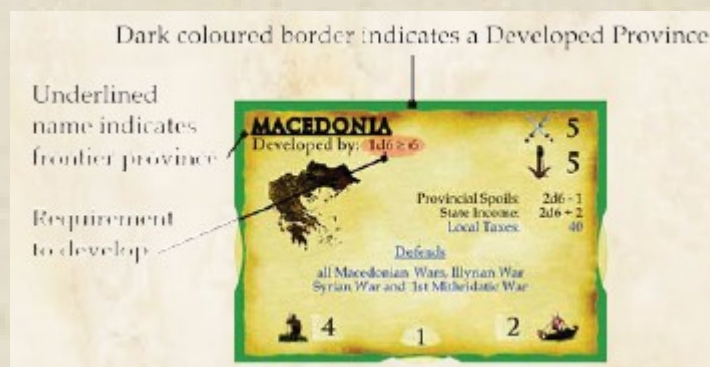 Dark coloured border indicates a Developed Province
Underlined
name indicates
frontier province
Requirement
to develop
MACEDONIA
Developed by: 1d6 ≥ 6
5
5
Provincial Spoils: 2d6 - 1
State Income: 2d6 + 2
Local Taxes: 40
Defends
all Macedonian Wars, Illyrian War
Syrian War and 1st Mithridatic War
4
1
2